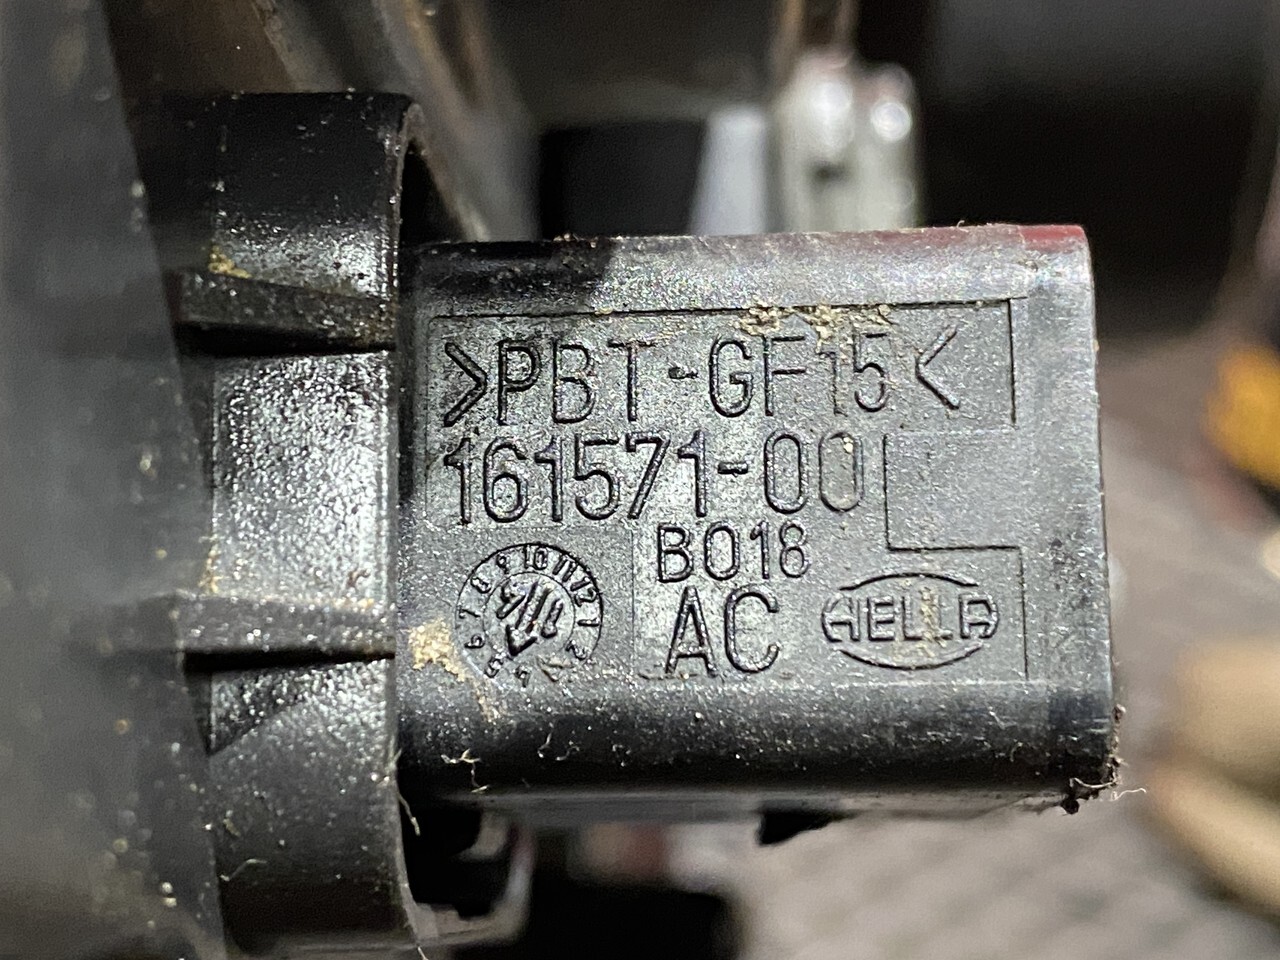 >PBT-GF15<
161571-00
B018
AC
HELLA